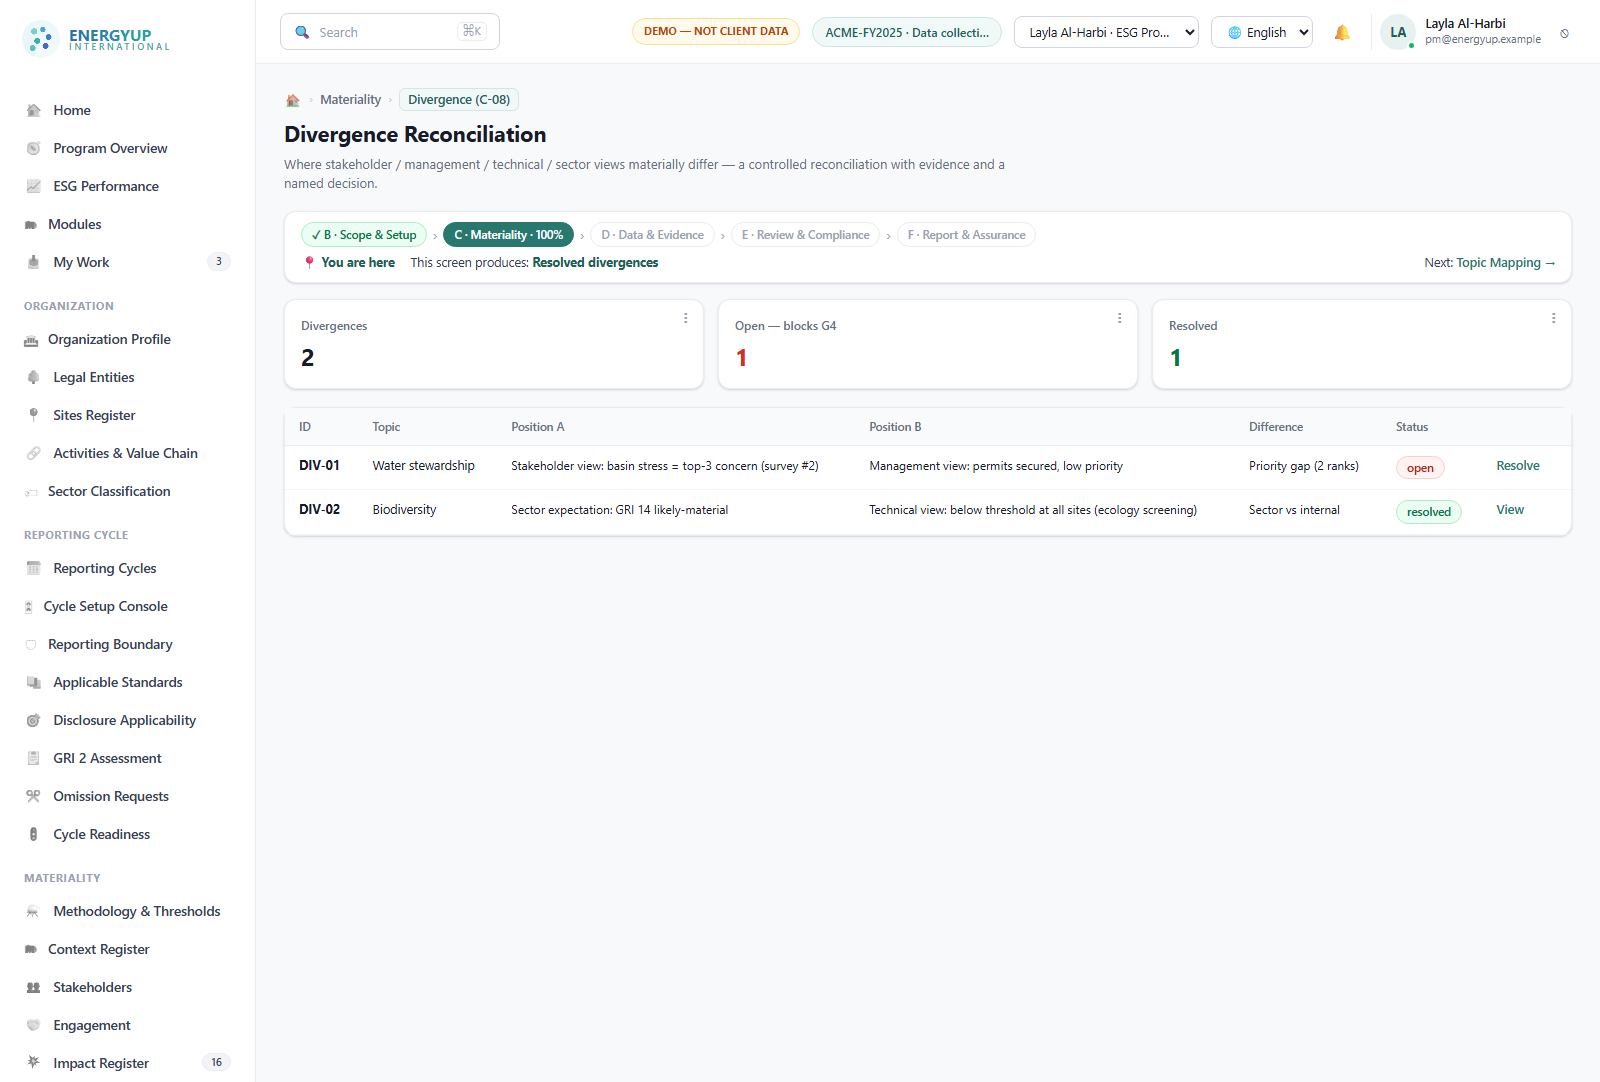 ENERGYUP
INTERNATIONAL
Search
⌘K
DEMO — NOT CLIENT DATA
ACME-FY2025 · Data collecti...
Layla Al-Harbi · ESG Pro...
English
LA
Layla Al-Harbi
pm@energyup.example
Home
Program Overview
ESG Performance
Modules
My Work
3
ORGANIZATION
Organization Profile
Legal Entities
Sites Register
Activities & Value Chain
Sector Classification
REPORTING CYCLE
Reporting Cycles
Cycle Setup Console
Reporting Boundary
Applicable Standards
Disclosure Applicability
GRI 2 Assessment
Omission Requests
Cycle Readiness
MATERIALITY
Methodology & Thresholds
Context Register
Stakeholders
Engagement
Impact Register
16
› Materiality › Divergence (C-08)
Divergence Reconciliation
Where stakeholder / management / technical / sector views materially differ — a controlled reconciliation with evidence and a
named decision.
✓ B · Scope & Setup › C · Materiality · 100% › D · Data & Evidence › E · Review & Compliance › F · Report & Assurance
You are here This screen produces: Resolved divergences
Next: Topic Mapping →
Divergences
2
Open — blocks G4
1
Resolved
1
ID Topic Position A Position B Difference Status
DIV-01 Water stewardship Stakeholder view: basin stress = top-3 concern (survey #2) Management view: permits secured, low priority Priority gap (2 ranks) open Resolve
DIV-02 Biodiversity Sector expectation: GRI 14 likely-material Technical view: below threshold at all sites (ecology screening) Sector vs internal resolved View